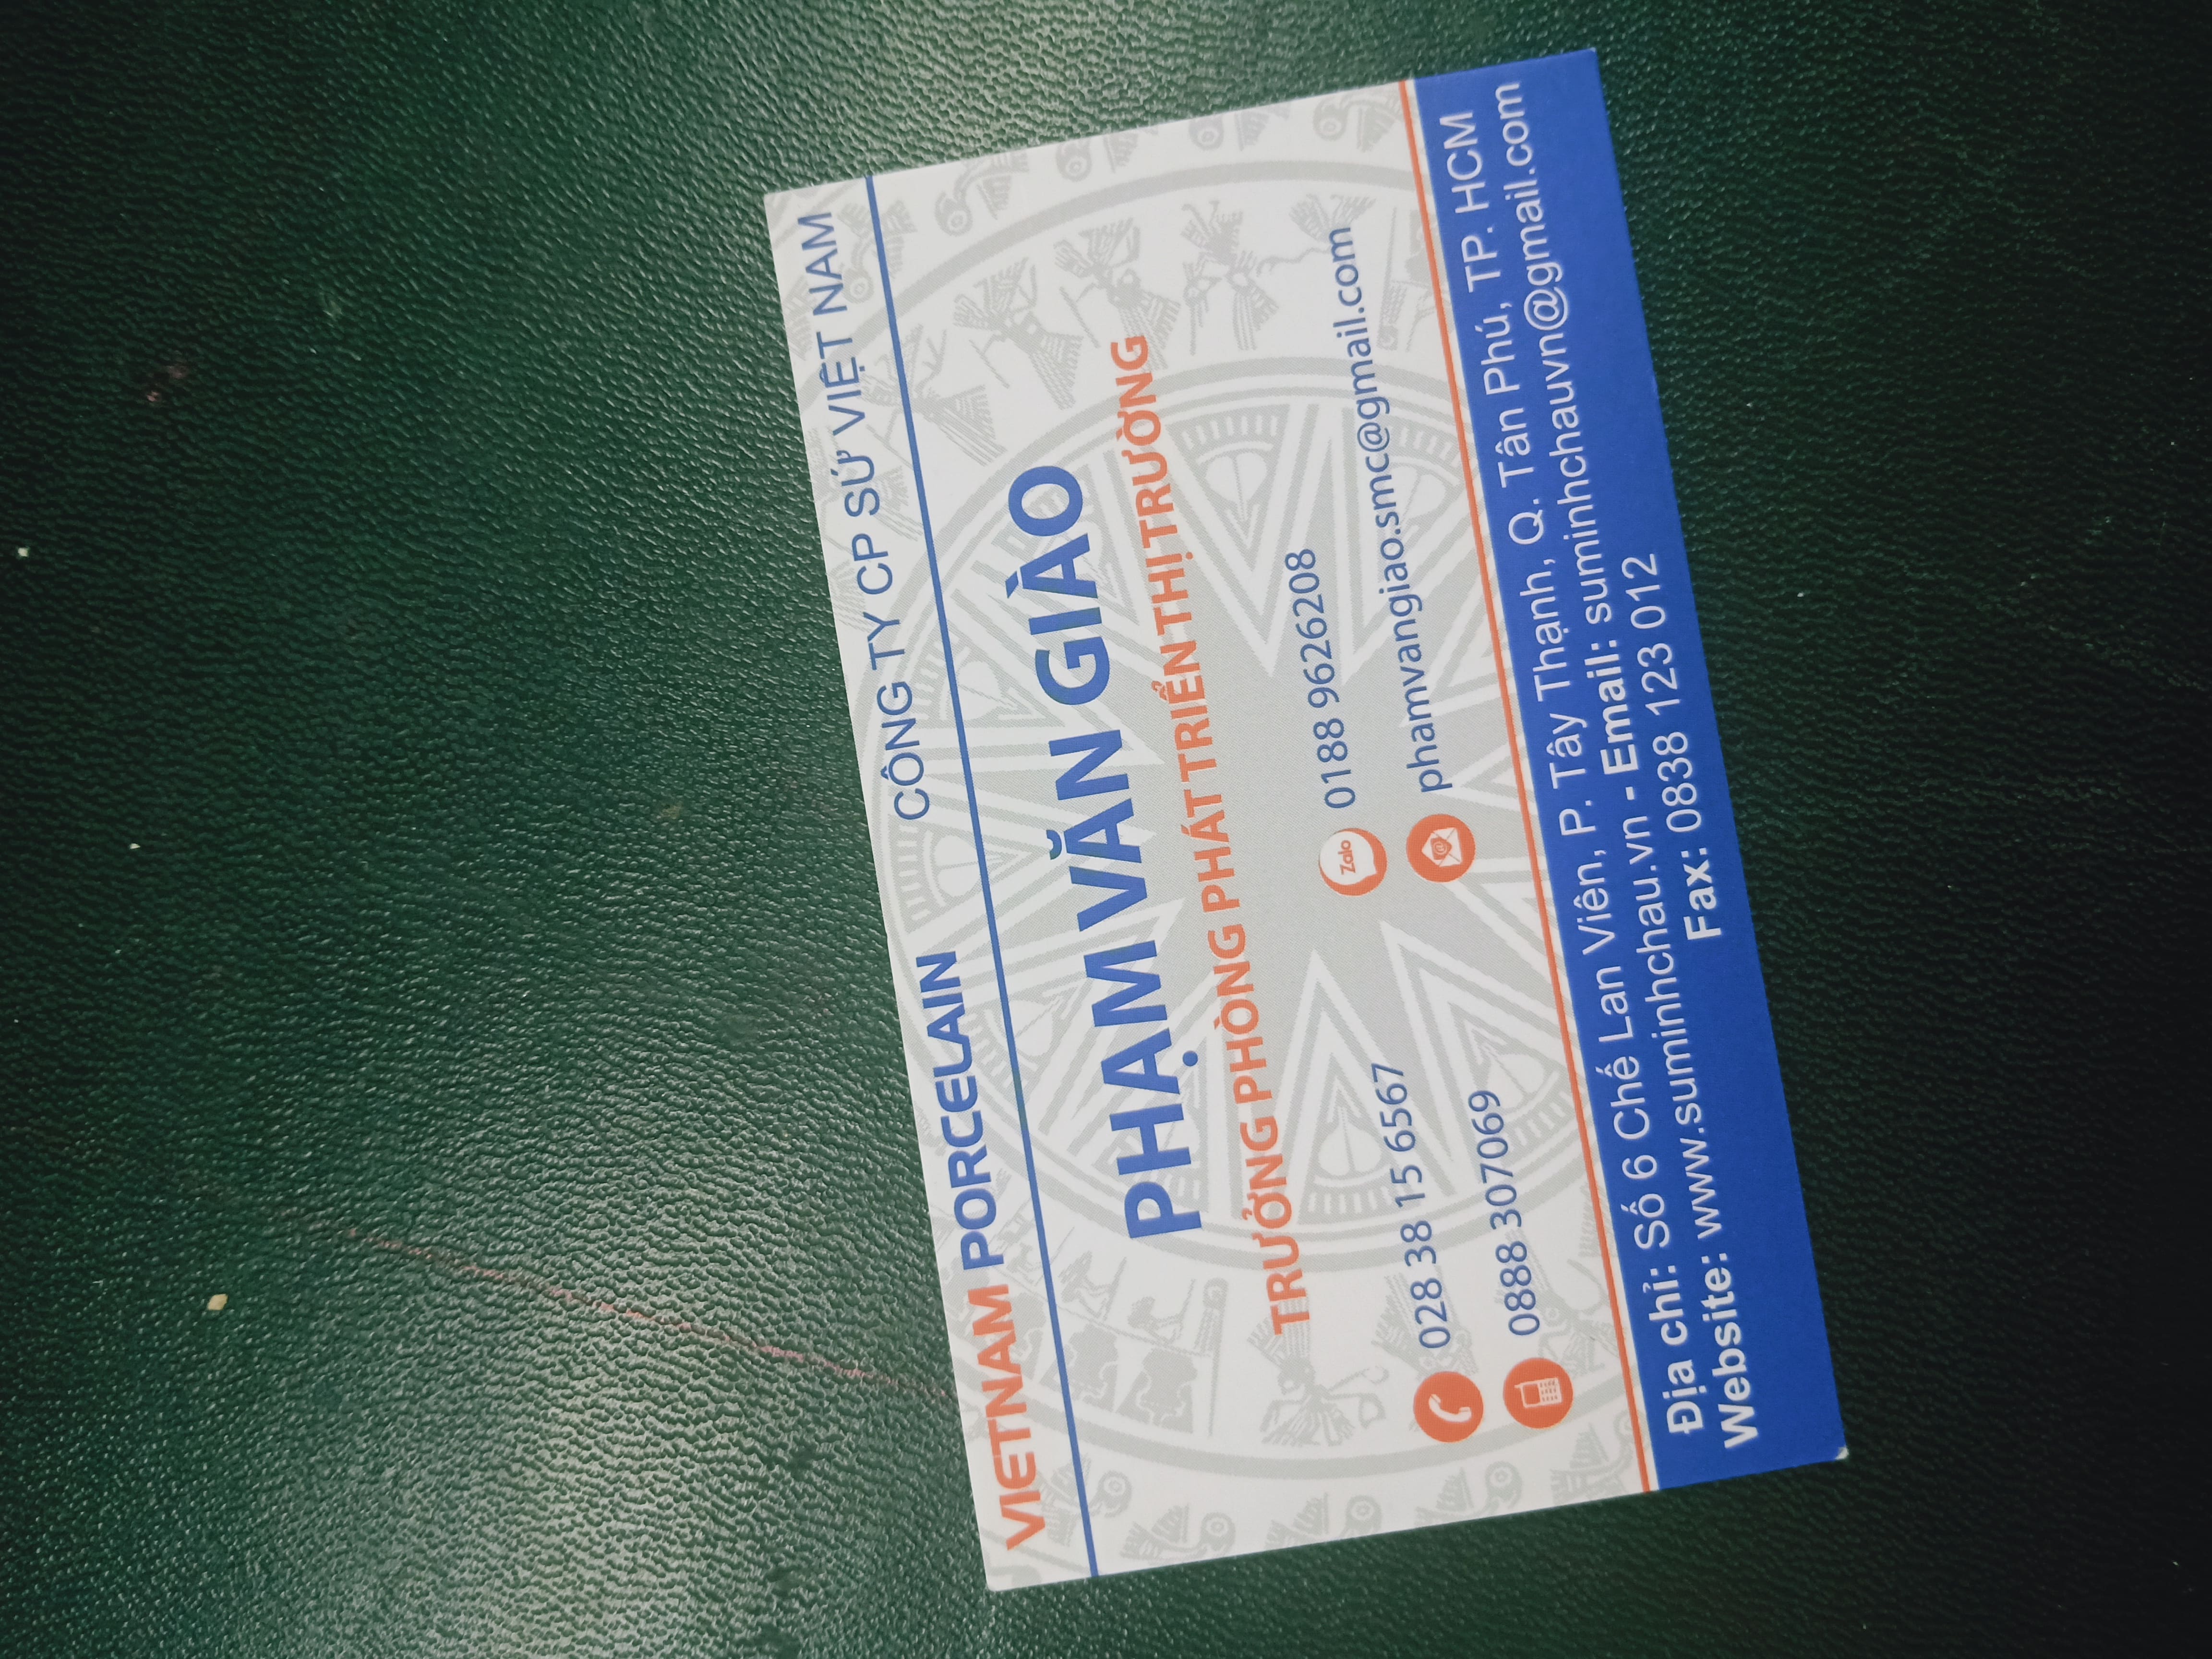 VIETNAM PORCELAIN CÔNG TY CP SỨ VIỆT NAM
PHẠM VĂN GIÀO
TRƯỞNG PHÒNG PHÁT TRIỂN THỊ TRƯỜNG
028 38 15 6567
Zalo 0188 9626208
0888 307069
phamvangiao.smc@gmail.com
Địa chỉ: Số 6 Chế Lan Viên, P. Tây Thạnh, Q. Tân Phú, TP. HCM
Website: www.suminhchau.vn - Email: suminhchauvn@gmail.com
Fax: 0838 123 012